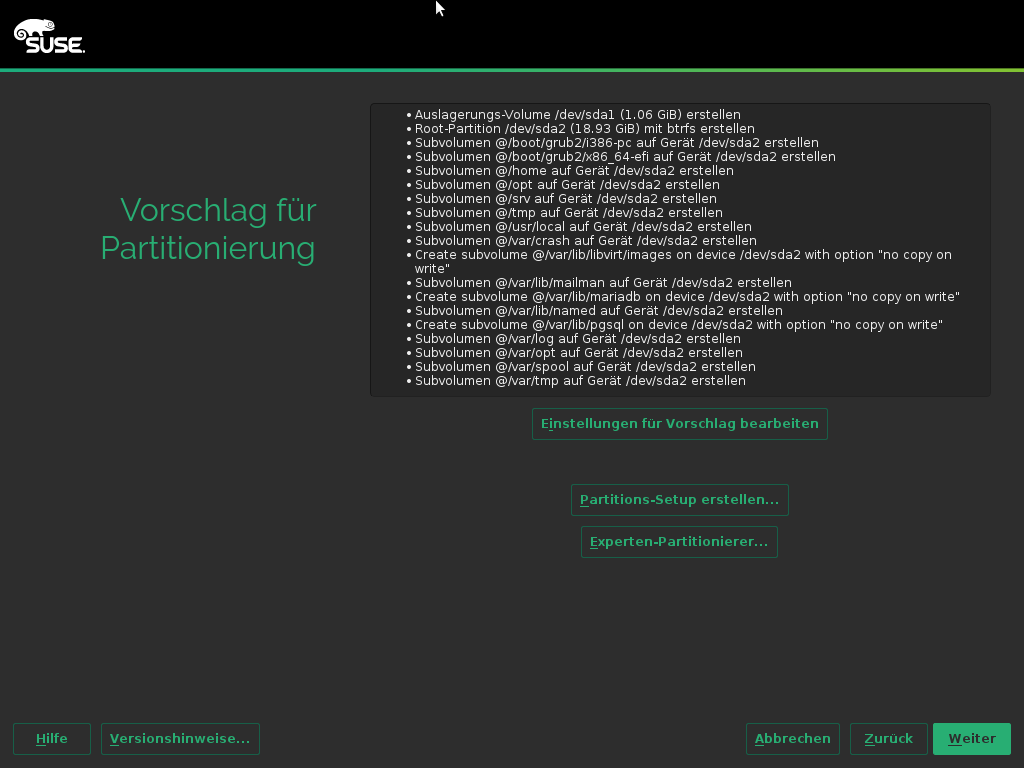 SUSE.
Vorschlag für
Partitionierung
• Auslagerungs-Volume /dev/sda1 (1.06 GiB) erstellen
• Root-Partition /dev/sda2 (18.93 GiB) mit btrfs erstellen
• Subvolumen @/boot/grub2/i386-pc auf Gerät /dev/sda2 erstellen
• Subvolumen @/boot/grub2/x86_64-efi auf Gerät /dev/sda2 erstellen
• Subvolumen @/home auf Gerät /dev/sda2 erstellen
• Subvolumen @/opt auf Gerät /dev/sda2 erstellen
• Subvolumen @/srv auf Gerät /dev/sda2 erstellen
• Subvolumen @/tmp auf Gerät /dev/sda2 erstellen
• Subvolumen @/usr/local auf Gerät /dev/sda2 erstellen
• Subvolumen @/var/crash auf Gerät /dev/sda2 erstellen
• Create subvolume @/var/lib/libvirt/images on device /dev/sda2 with option "no copy on
write"
• Subvolumen @/var/lib/mailman auf Gerät /dev/sda2 erstellen
• Create subvolume @/var/lib/mariadb on device /dev/sda2 with option "no copy on write"
• Subvolumen @/var/lib/named auf Gerät /dev/sda2 erstellen
• Create subvolume @/var/lib/pgsql on device /dev/sda2 with option "no copy on write"
• Subvolumen @/var/log auf Gerät /dev/sda2 erstellen
• Subvolumen @/var/opt auf Gerät /dev/sda2 erstellen
• Subvolumen @/var/spool auf Gerät /dev/sda2 erstellen
• Subvolumen @/var/tmp auf Gerät /dev/sda2 erstellen
Einstellungen für Vorschlag bearbeiten
Partitions-Setup erstellen...
Experten-Partitionierer...
Hilfe
Versionshinweise...
Abbrechen
Zurück
Weiter